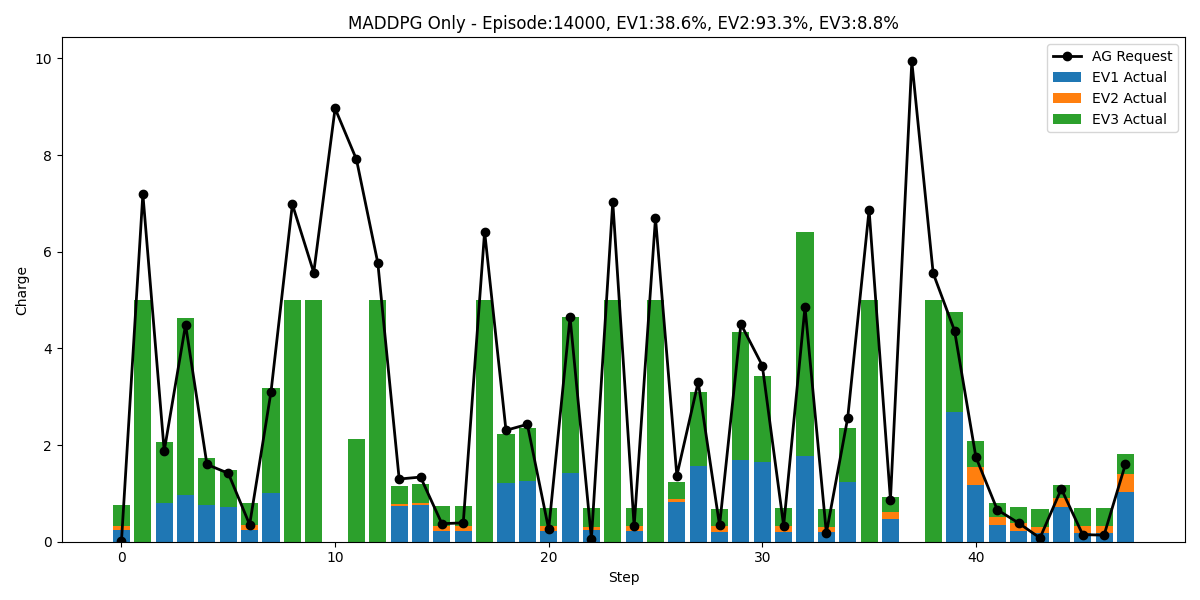 MADDPG Only - Episode:14000, EV1:38.6%, EV2:93.3%, EV3:8.8%
10
8
6
4
2
0
Charge
AG Request
EV1 Actual
EV2 Actual
EV3 Actual
0
10
20
30
40
Step